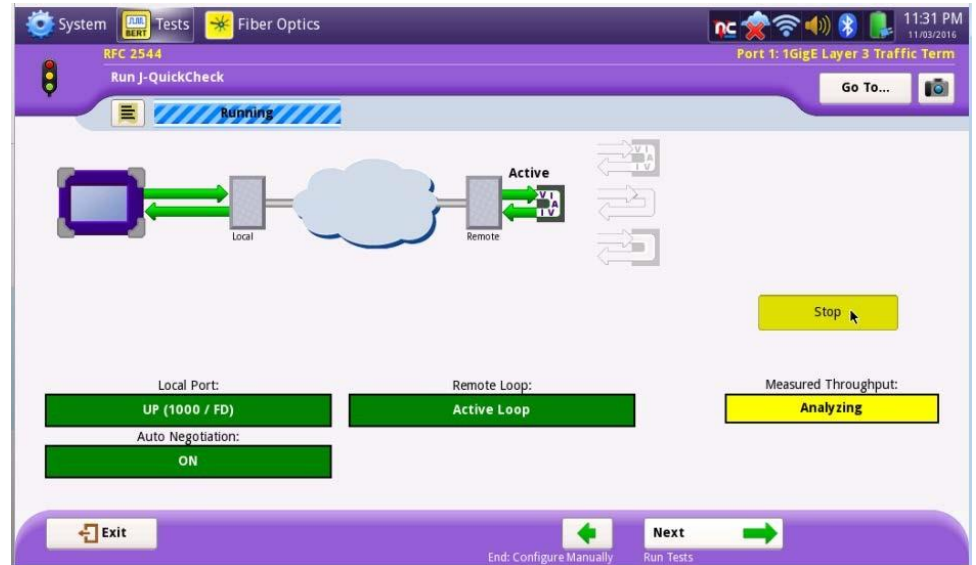 System BERT Tests Fiber Optics 11:31 PM
11/03/2016
RFC 2544 Port 1: 1GigE Layer 3 Traffic Term
Run J-QuickCheck
Go To...
Running
Active
VIAVI
VIAVI
Local
Remote
Stop
Local Port: Remote Loop: Measured Throughput:
UP (1000 / FD) Active Loop Analyzing
Auto Negotiation:
ON
Exit Next
End: Configure Manually Run Tests